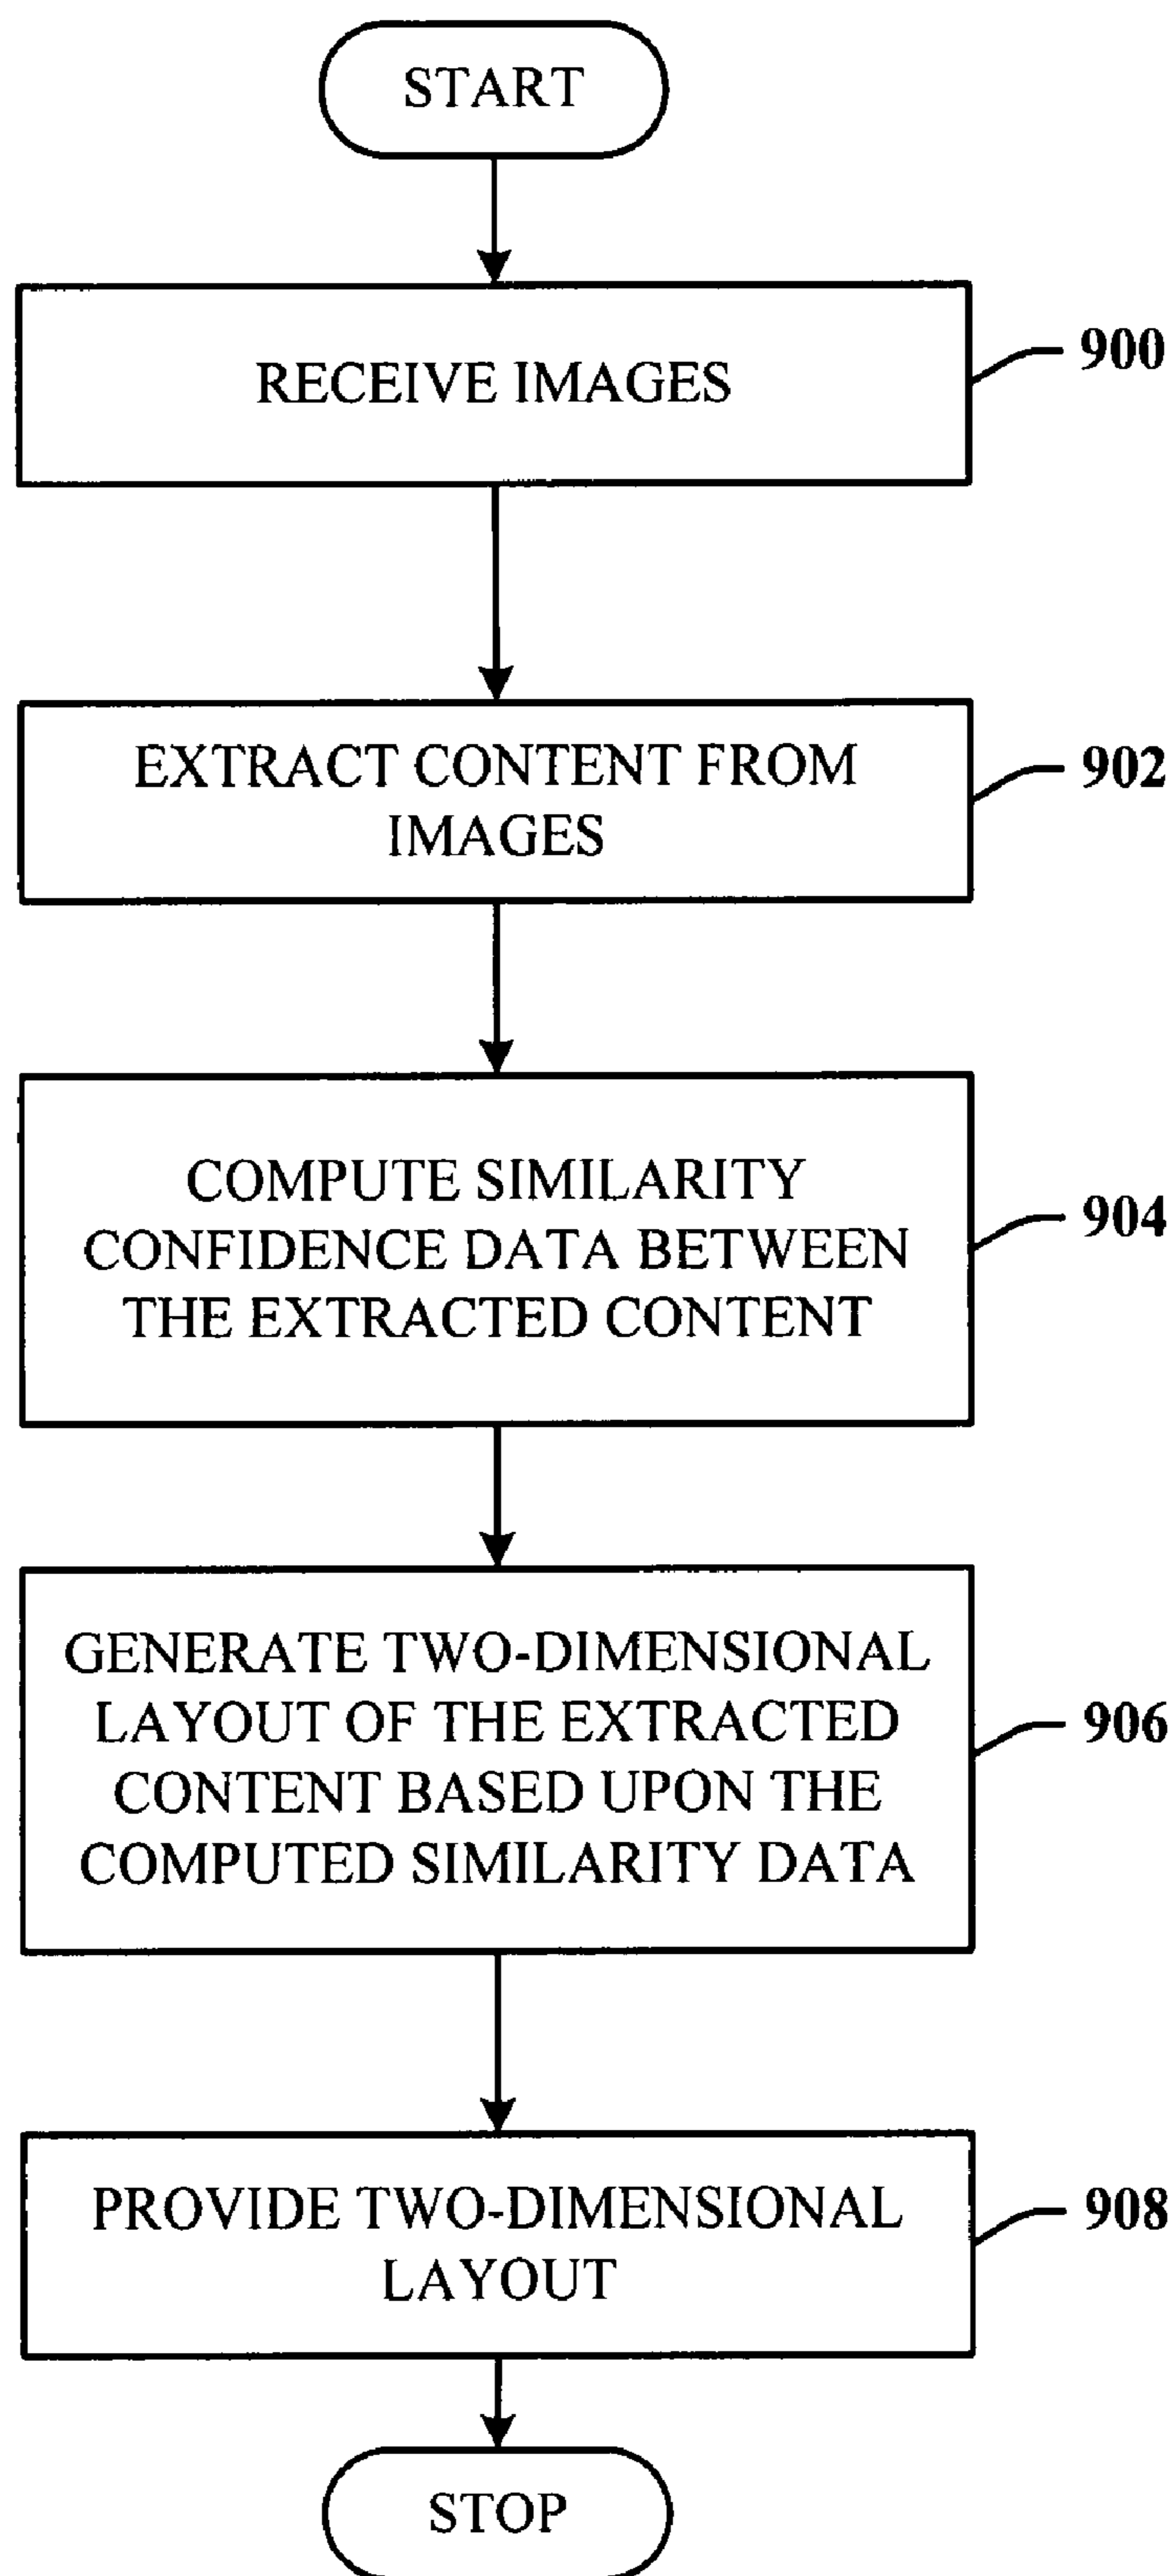 START
RECEIVE IMAGES
900
EXTRACT CONTENT FROM
IMAGES
902
COMPUTE SIMILARITY
CONFIDENCE DATA BETWEEN
THE EXTRACTED CONTENT
904
GENERATE TWO-DIMENSIONAL
LAYOUT OF THE EXTRACTED
CONTENT BASED UPON THE
COMPUTED SIMILARITY DATA
906
PROVIDE TWO-DIMENSIONAL
LAYOUT
908
STOP